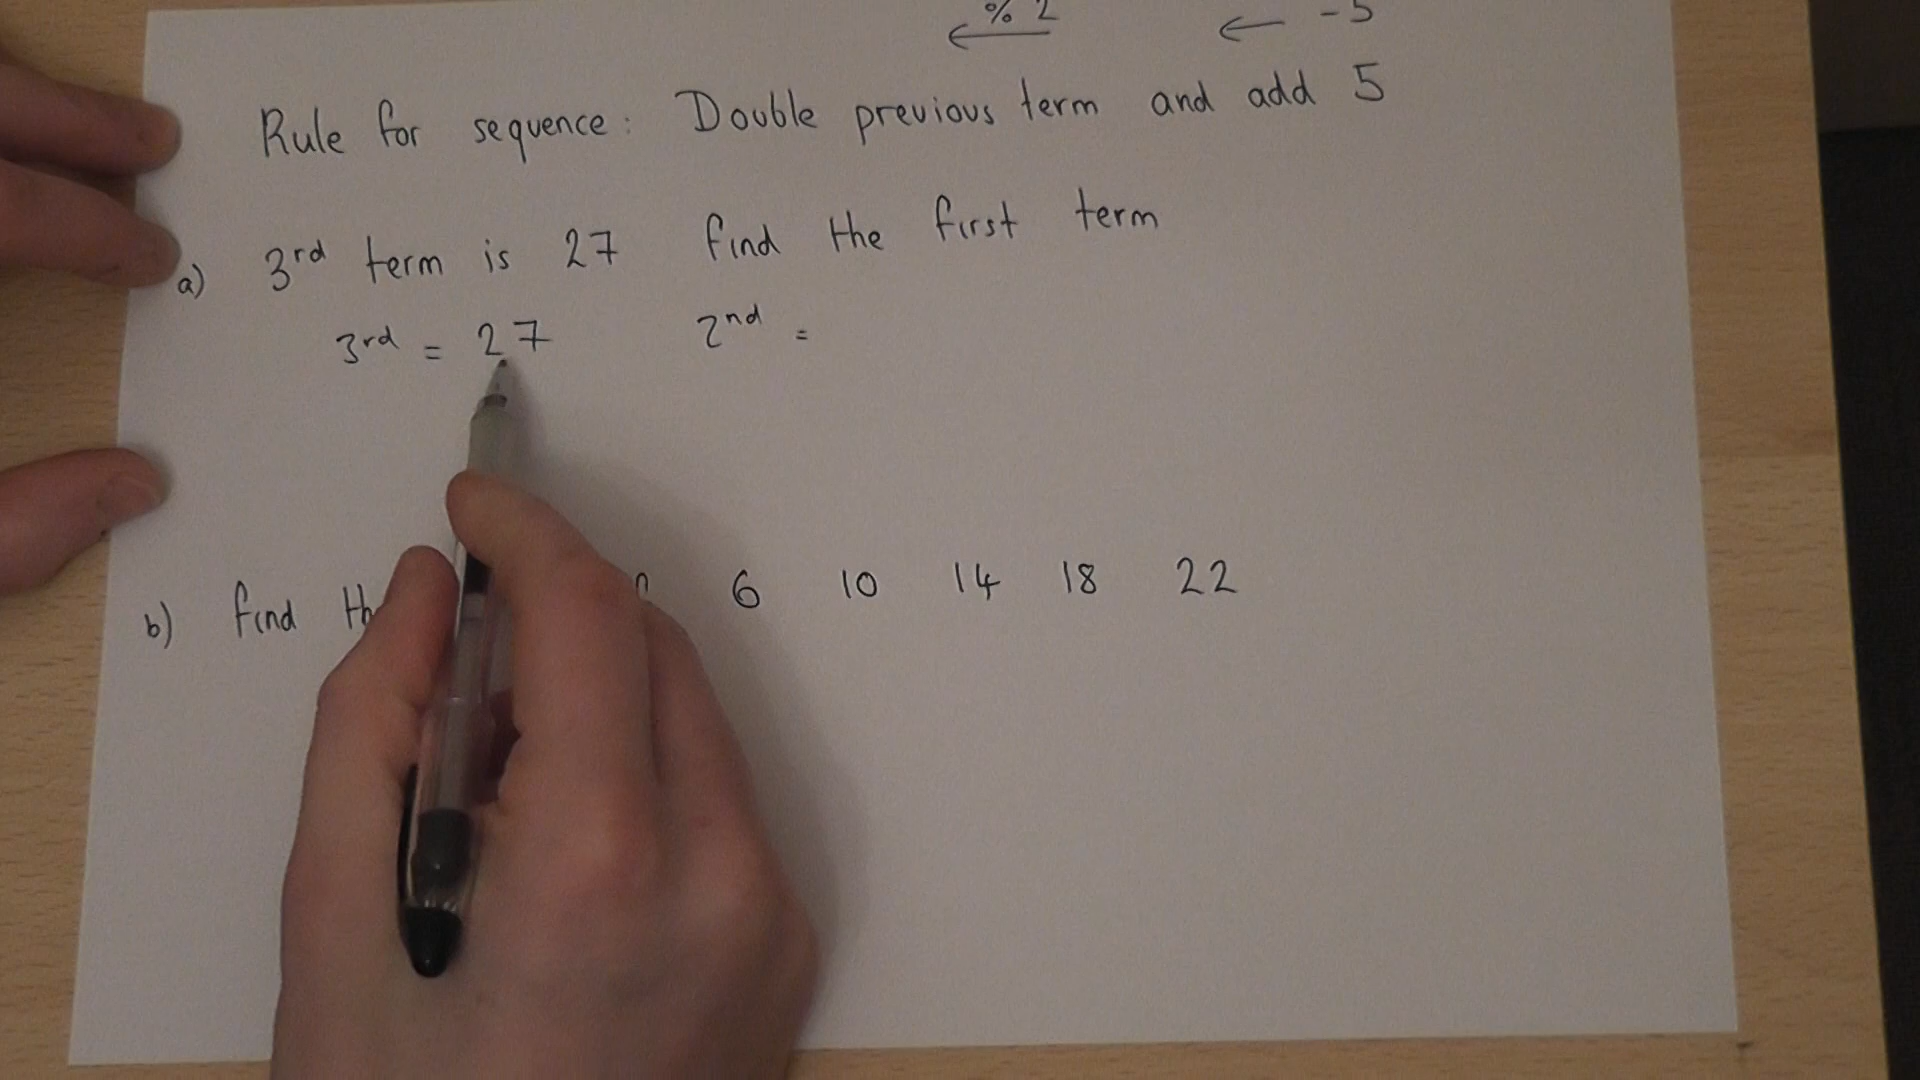 % 2 ← - 5
Rule for sequence: Double previous term and add 5
a) 3rd term is 27 find the first term
3rd = 27 2nd =
b) find 6 10 14 18 22